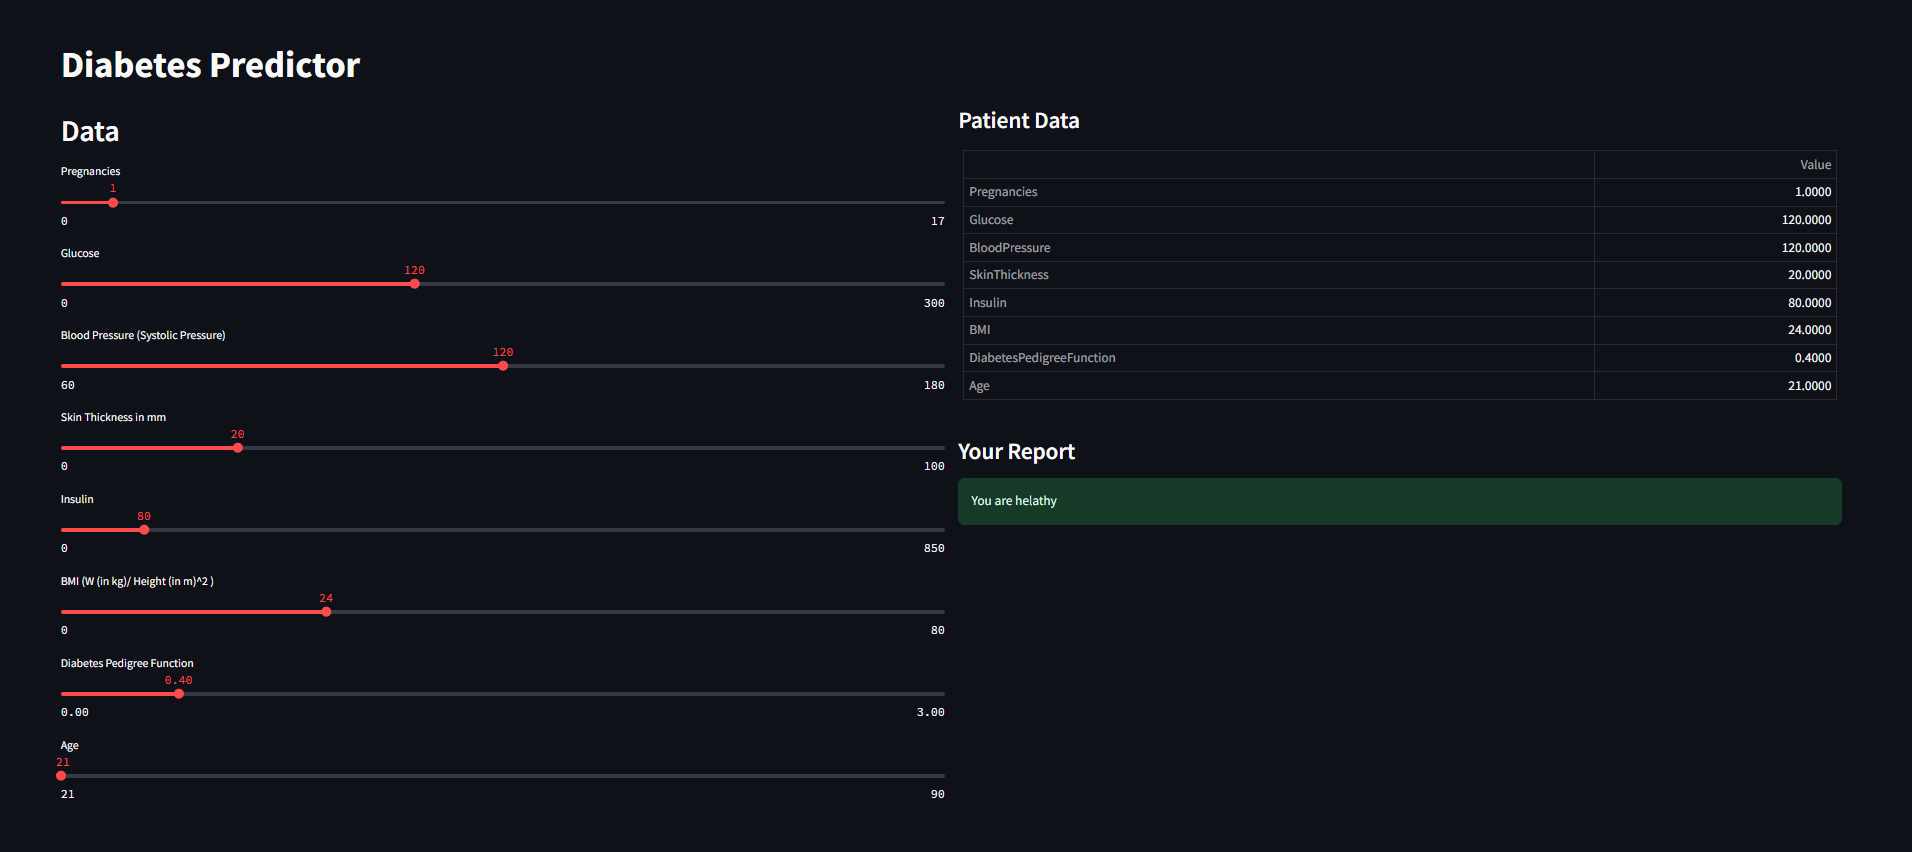 Diabetes Predictor
Data
Pregnancies
1
0 17
Glucose
120
0 300
Blood Pressure (Systolic Pressure)
120
60 180
Skin Thickness in mm
20
0 100
Insulin
80
0 850
BMI (W (in kg)/ Height (in m)^2 )
24
0 80
Diabetes Pedigree Function
0.40
0.00 3.00
Age
21
21 90
Patient Data
Value
Pregnancies 1.0000
Glucose 120.0000
BloodPressure 120.0000
SkinThickness 20.0000
Insulin 80.0000
BMI 24.0000
DiabetesPedigreeFunction 0.4000
Age 21.0000
Your Report
You are helathy